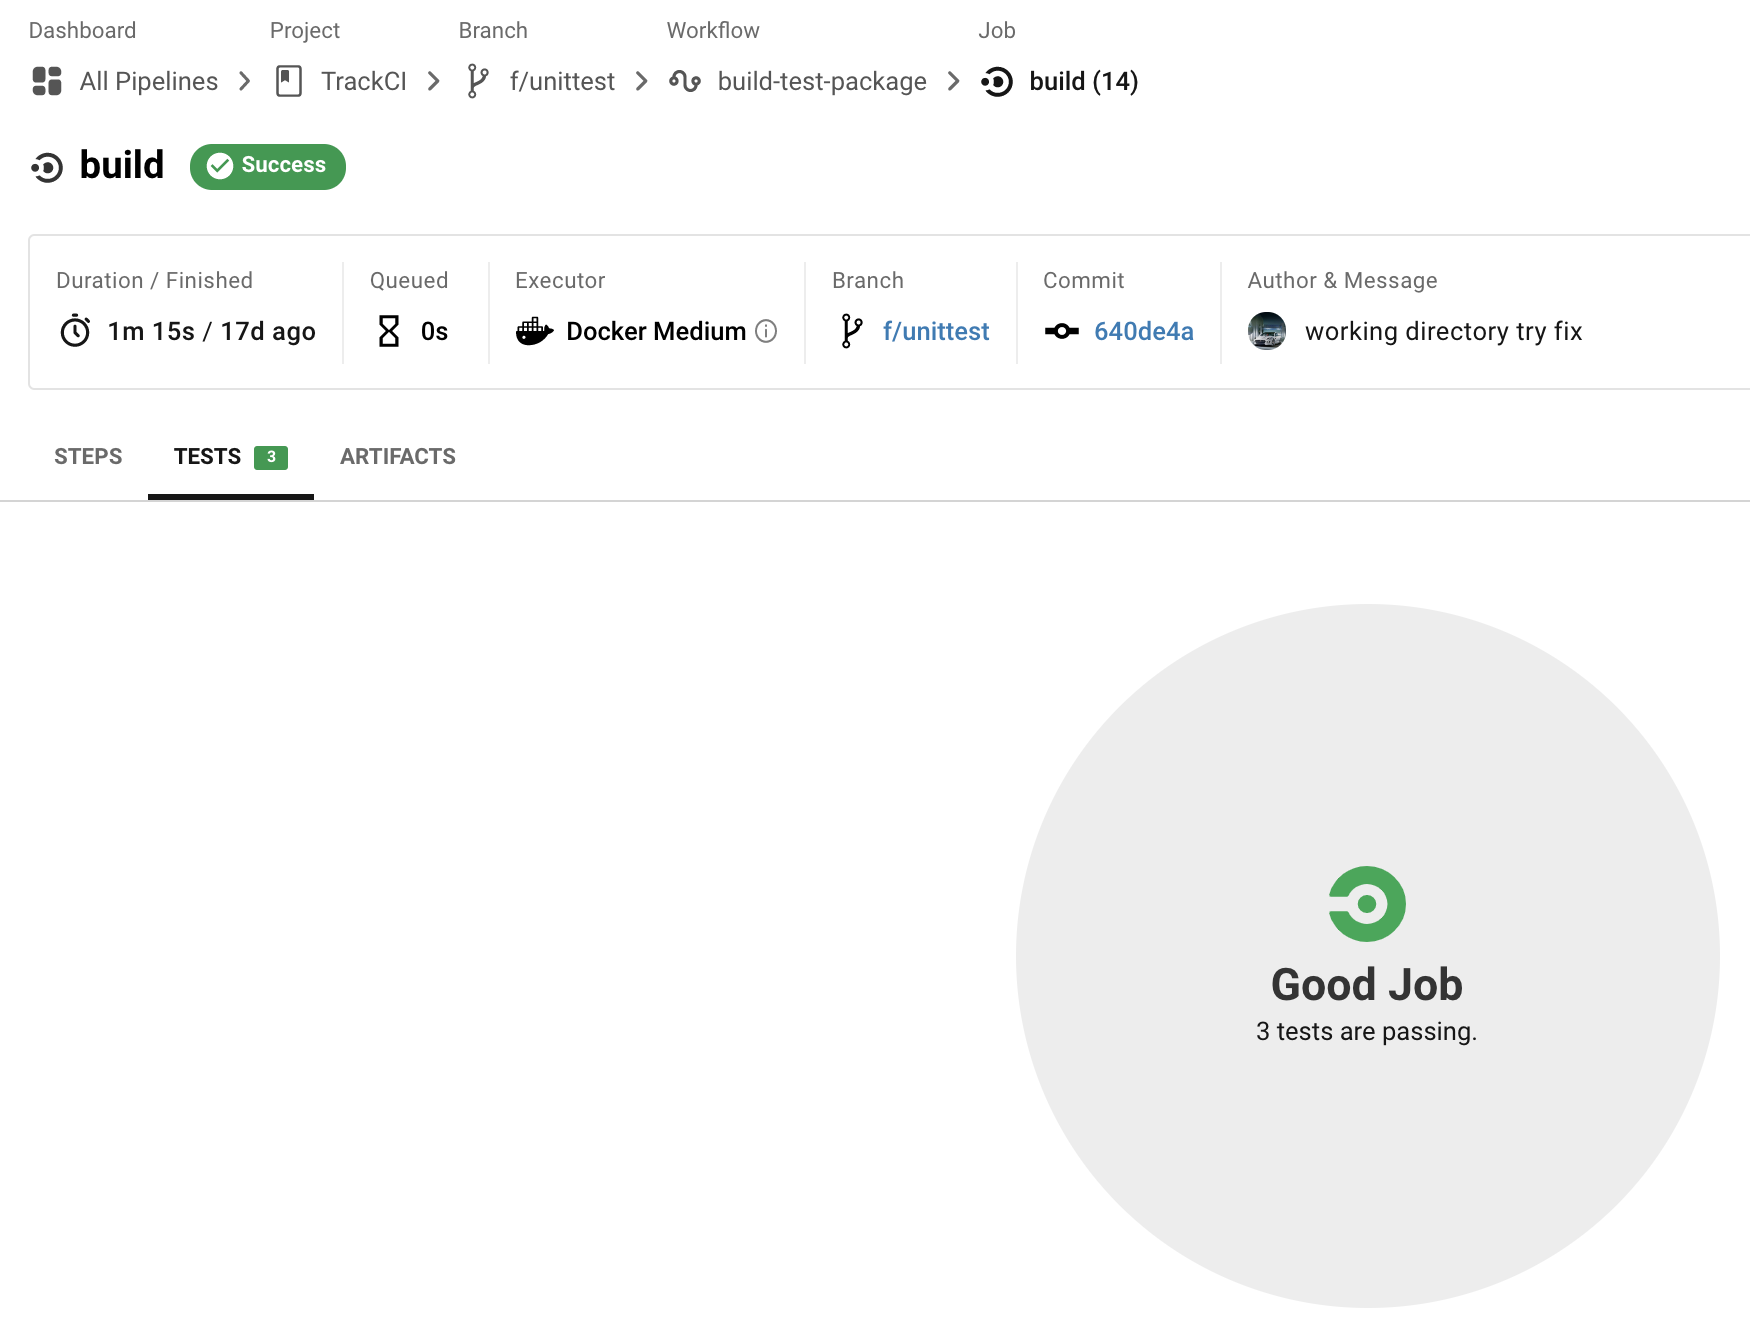 Dashboard Project Branch Workflow Job
All Pipelines TrackCI f/unittest build-test-package build (14)
build Success
Duration / Finished Queued Executor Branch Commit Author & Message
1m 15s / 17d ago 0s Docker Medium f/unittest 640de4a working directory try fix
STEPS TESTS 3 ARTIFACTS
Good Job
3 tests are passing.